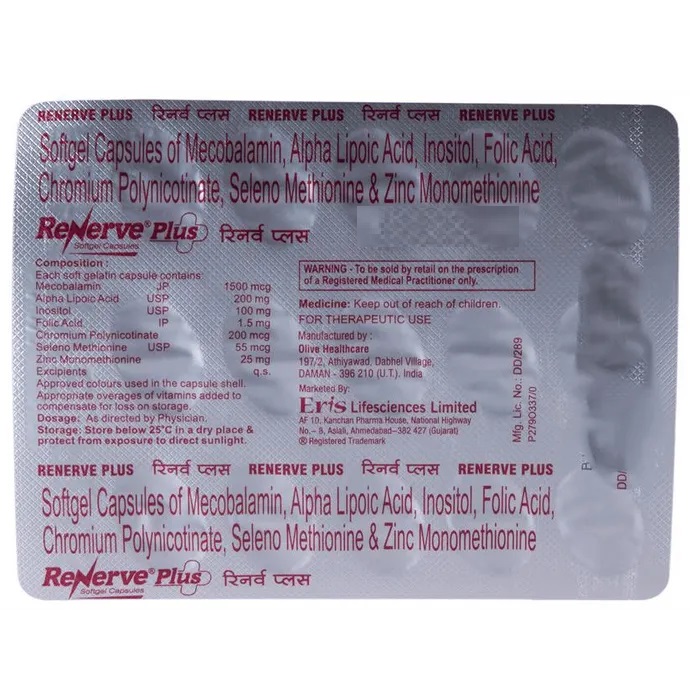 RENERVE PLUS रिनर्व प्लस RENERVE PLUS रिनर्व प्लस RENERVE PLUS
Softgel Capsules of Mecobalamin, Alpha Lipoic Acid, Inositol, Folic Acid,
Chromium Polynicotinate, Seleno Methionine & Zinc Monomethionine
ReNerve® Plus रिनर्व प्लस
Softgel Capsules
Composition :
Each soft gelatin capsule contains:
Mecobalamin JP 1500 mcg
Alpha Lipoic Acid USP 200 mg
Inositol USP 100 mg
Folic Acid IP 1.5 mg
Chromium Polynicotinate 200 mcg
Seleno Methionine USP 55 mcg
Zinc Monomethionine 25 mg
Excipients q.s.
Approved colours used in the capsule shell.
Appropriate overages of vitamins added to
compensate for loss on storage.
Dosage: As directed by Physician.
Storage: Store below 25°C in a dry place &
protect from exposure to direct sunlight.
WARNING - To be sold by retail on the prescription
of a Registered Medical Practitioner only.
Medicine: Keep out of reach of children.
FOR THERAPEUTIC USE
Manufactured by :
Olive Healthcare
197/2, Athiyawad, Dabhel Village,
DAMAN - 396 210 (U.T.). India
Marketed By:
Eris Lifesciences Limited
AF 10, Kanchan Pharma House, National Highway
No. – 8, Aslali, Ahmedabad–382 427 (Gujarat)
® Registered Trademark
Mfg. Lic. No.: DD/289
P279O337/0
DD/
RENERVE PLUS रिनर्व प्लस RENERVE PLUS रिनर्व प्लस RENERVE PLUS
Softgel Capsules of Mecobalamin, Alpha Lipoic Acid, Inositol, Folic Acid,
Chromium Polynicotinate, Seleno Methionine & Zinc Monomethionine
ReNerve® Plus रिनर्व प्लस
Softgel Capsules